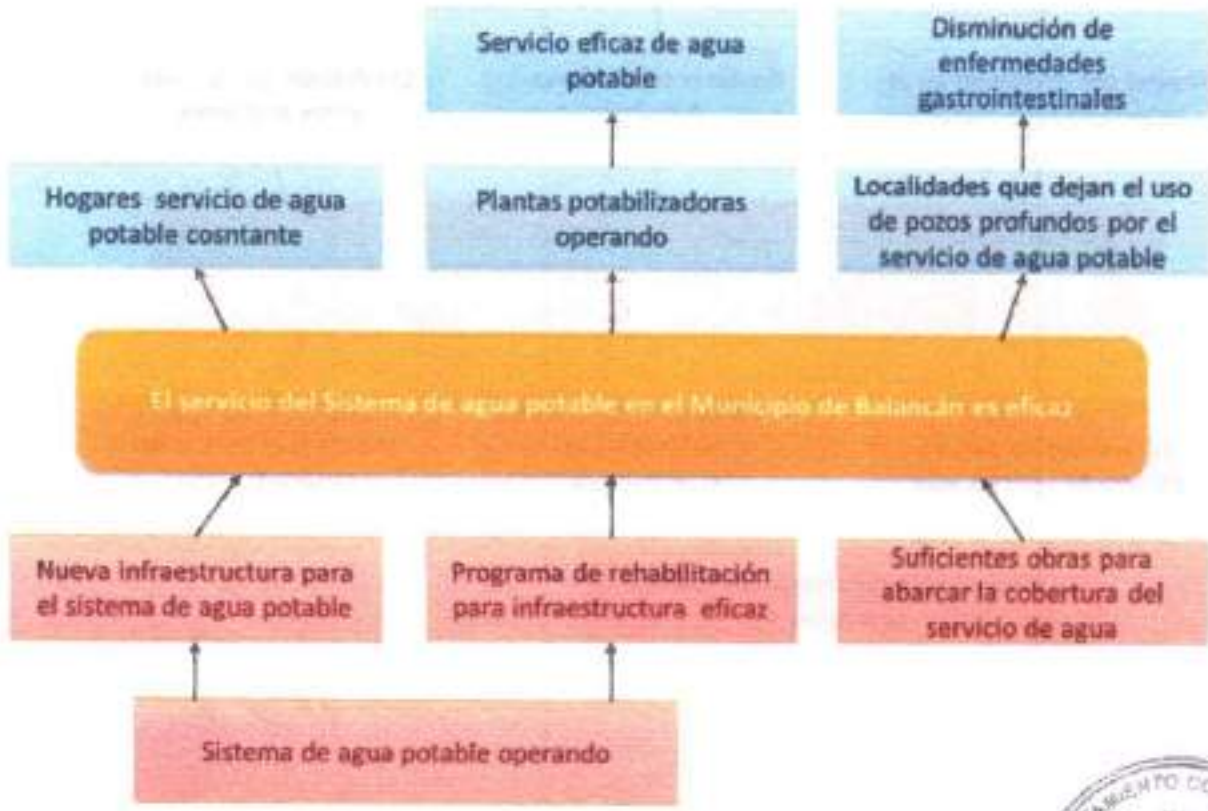 Servicio eficaz de agua
potable
Disminución de
enfermedades
gastrointestinales
Hogares servicio de agua
potable cosntante
Plantas potabilizadoras
operando
Localidades que dejan el uso
de pozos profundos por el
servicio de agua potable
El servicio del Sistema de agua potable en el Municipio de Balancán es eficaz
Nueva infraestructura para
el sistema de agua potable
Programa de rehabilitación
para infraestructura eficaz
Suficientes obras para
abarcar la cobertura del
servicio de agua
Sistema de agua potable operando